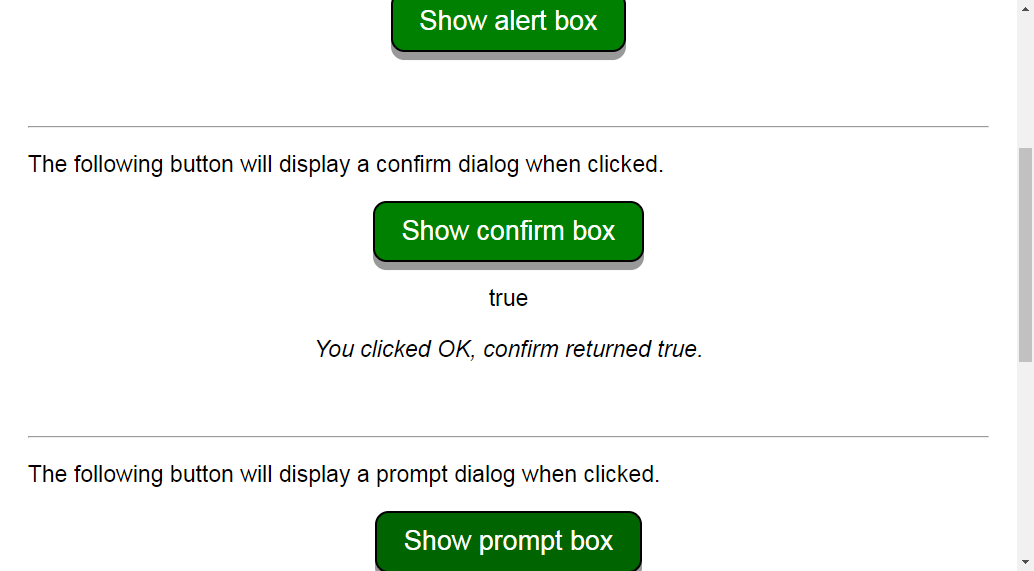 Show alert box
The following button will display a confirm dialog when clicked.
Show confirm box
true
You clicked OK, confirm returned true.
The following button will display a prompt dialog when clicked.
Show prompt box